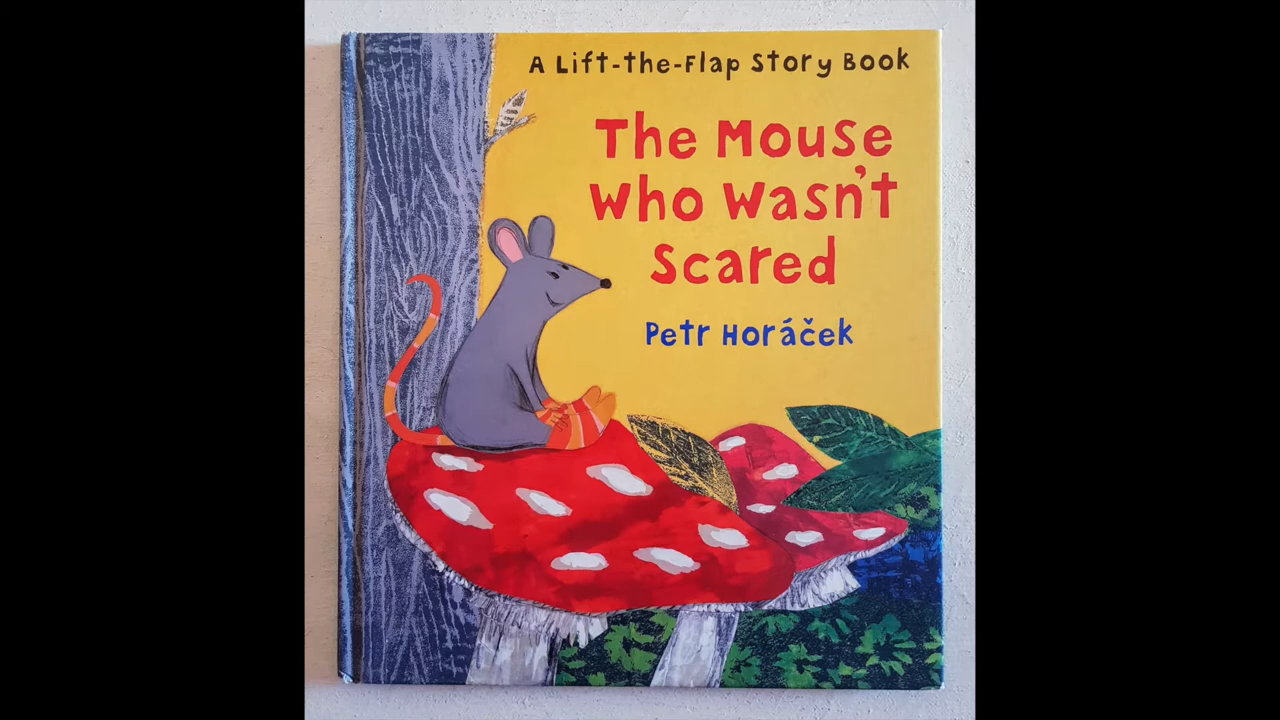 A Lift-the-Flap Story Book
The Mouse
Who Wasn't
Scared
Petr Horáček